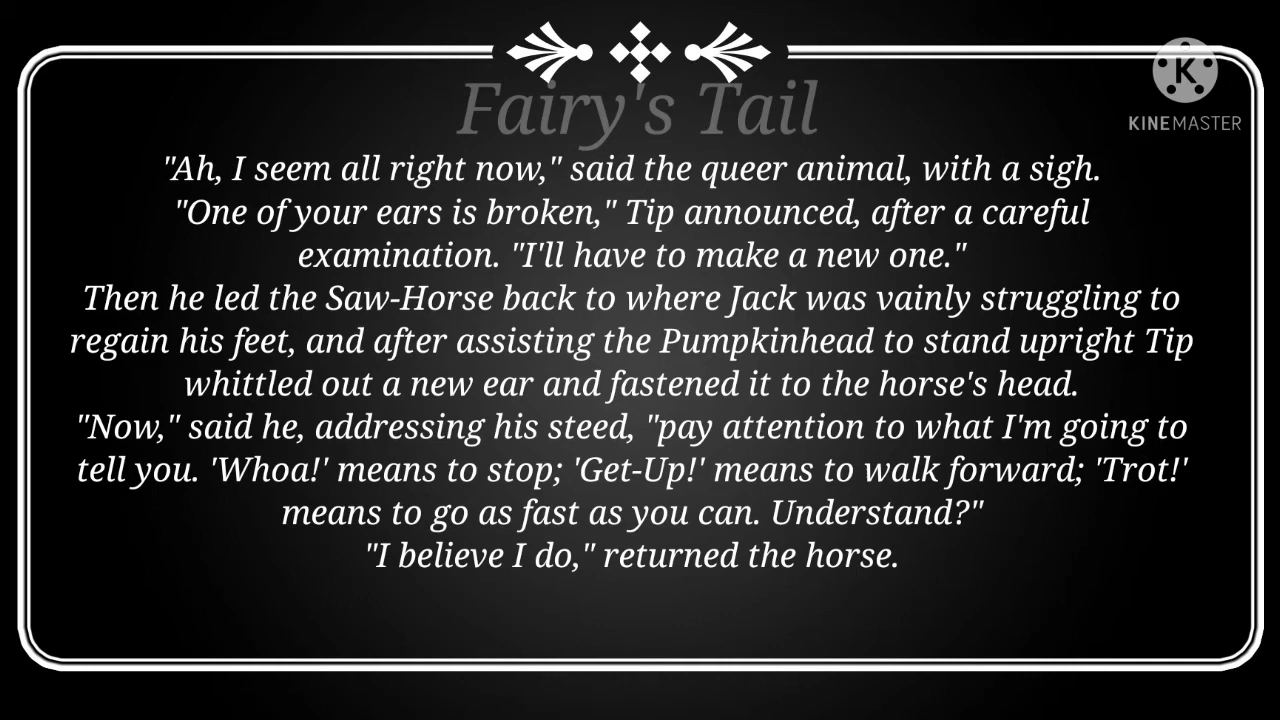 Fairy's Tail
K
KINEMASTER
"Ah, I seem all right now," said the queer animal, with a sigh.
"One of your ears is broken," Tip announced, after a careful
examination. "I'll have to make a new one."
Then he led the Saw-Horse back to where Jack was vainly struggling to
regain his feet, and after assisting the Pumpkinhead to stand upright Tip
whittled out a new ear and fastened it to the horse's head.
"Now," said he, addressing his steed, "pay attention to what I'm going to
tell you. 'Whoa!' means to stop; 'Get-Up!' means to walk forward; 'Trot!'
means to go as fast as you can. Understand?"
"I believe I do," returned the horse.